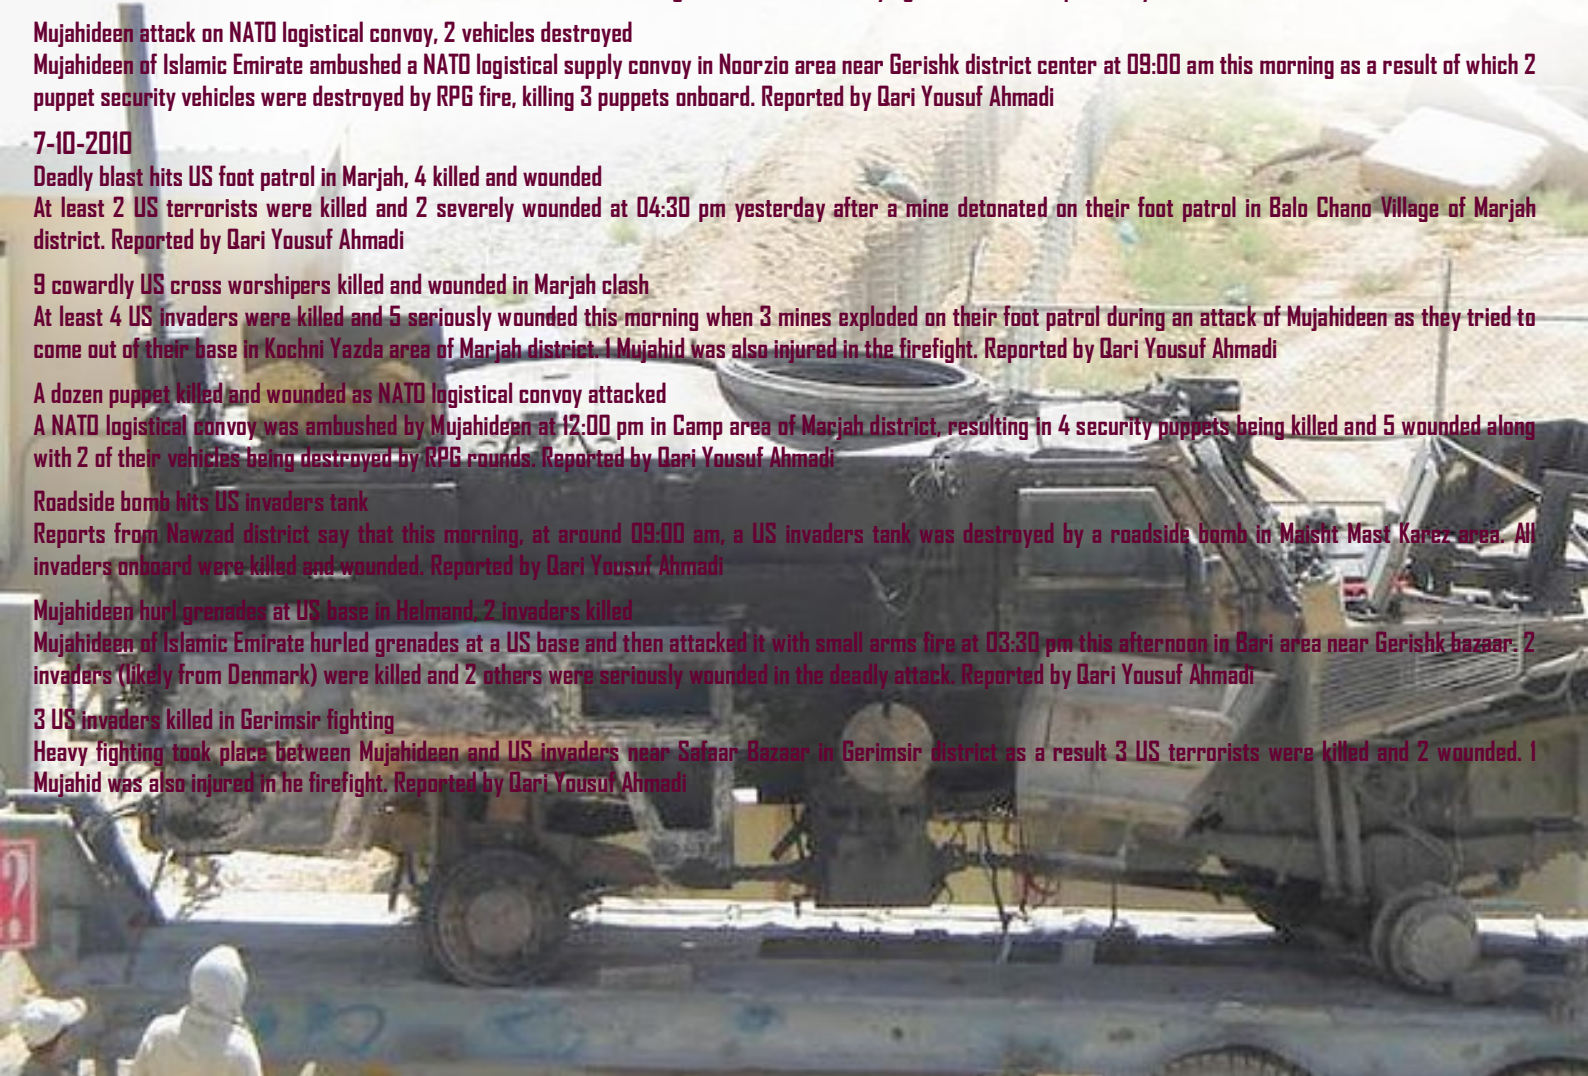 Mujahideen attack on NATO logistical convoy, 2 vehicles destroyed
Mujahideen of Islamic Emirate ambushed a NATO logistical supply convoy in Noorzio area near Gerishk district center at 09:00 am this morning as a result of which 2
puppet security vehicles were destroyed by RPG fire, killing 3 puppets onboard. Reported by Qari Yousuf Ahmadi
7-10-2010
Deadly blast hits US foot patrol in Marjah, 4 killed and wounded
At least 2 US terrorists were killed and 2 severely wounded at 04:30 pm yesterday after a mine detonated on their foot patrol in Balo Chano Village of Marjah
district. Reported by Qari Yousuf Ahmadi
9 cowardly US cross worshipers killed and wounded in Marjah clash
At least 4 US invaders were killed and 5 seriously wounded this morning when 3 mines exploded on their foot patrol during an attack of Mujahideen as they tried to
come out of their base in Kochni Yazda area of Marjah district. 1 Mujahid was also injured in the firefight. Reported by Qari Yousuf Ahmadi
A dozen puppet killed and wounded as NATO logistical convoy attacked
A NATO logistical convoy was ambushed by Mujahideen at 12:00 pm in Camp area of Marjah district, resulting in 4 security puppets being killed and 5 wounded along
with 2 of their vehicles being destroyed by RPG rounds. Reported by Qari Yousuf Ahmadi
Roadside bomb hits US invaders tank
Reports from Nawzad district say that this morning, at around 09:00 am, a US invaders tank was destroyed by a roadside bomb in Maisht Mast Karez area. All
invaders onboard were killed and wounded. Reported by Qari Yousuf Ahmadi
Mujahideen hurl grenades at US base in Helmand, 2 invaders killed
Mujahideen of Islamic Emirate hurled grenades at a US base and then attacked it with small arms fire at 03:30 pm this afternoon in Bari area near Gerishk bazaar. 2
invaders (likely from Denmark) were killed and 2 others were seriously wounded in the deadly attack. Reported by Qari Yousuf Ahmadi
3 US invaders killed in Gerimsir fighting
Heavy fighting took place between Mujahideen and US invaders near Safaar Bazaar in Gerimsir district as a result 3 US terrorists were killed and 2 wounded. 1
Mujahid was also injured in he firefight. Reported by Qari Yousuf Ahmadi
?